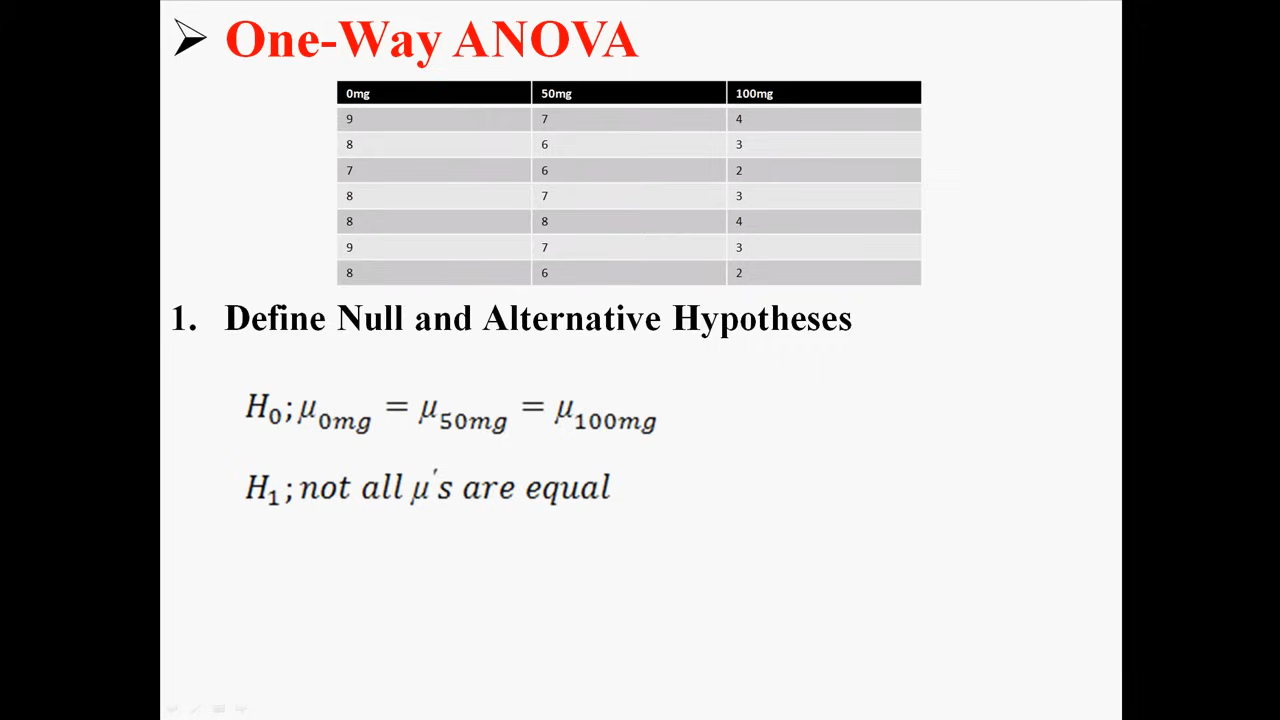 One-Way ANOVA
0mg 50mg 100mg
9 7 4
8 6 3
7 6 2
8 7 3
8 8 4
9 7 3
8 6 2
1. Define Null and Alternative Hypotheses
H₀; μ₀mg = μ₅₀mg = μ₁₀₀mg
H₁; not all μ's are equal